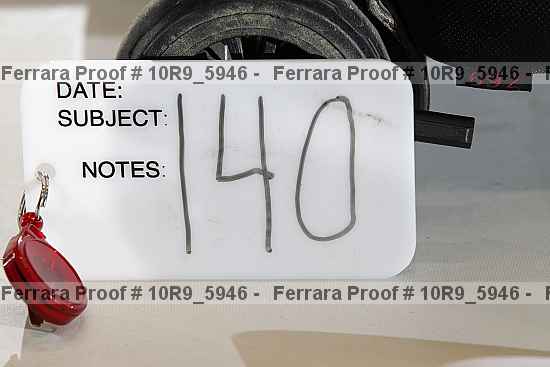 Ferrara Proof # 10R9_5946 - Ferrara Proof # 10R9_5946 - F
DATE:
SUBJECT:
NOTES:
140
Ferrara Proof # 10R9_5946 - Ferrara Proof # 10R9_5946 - F